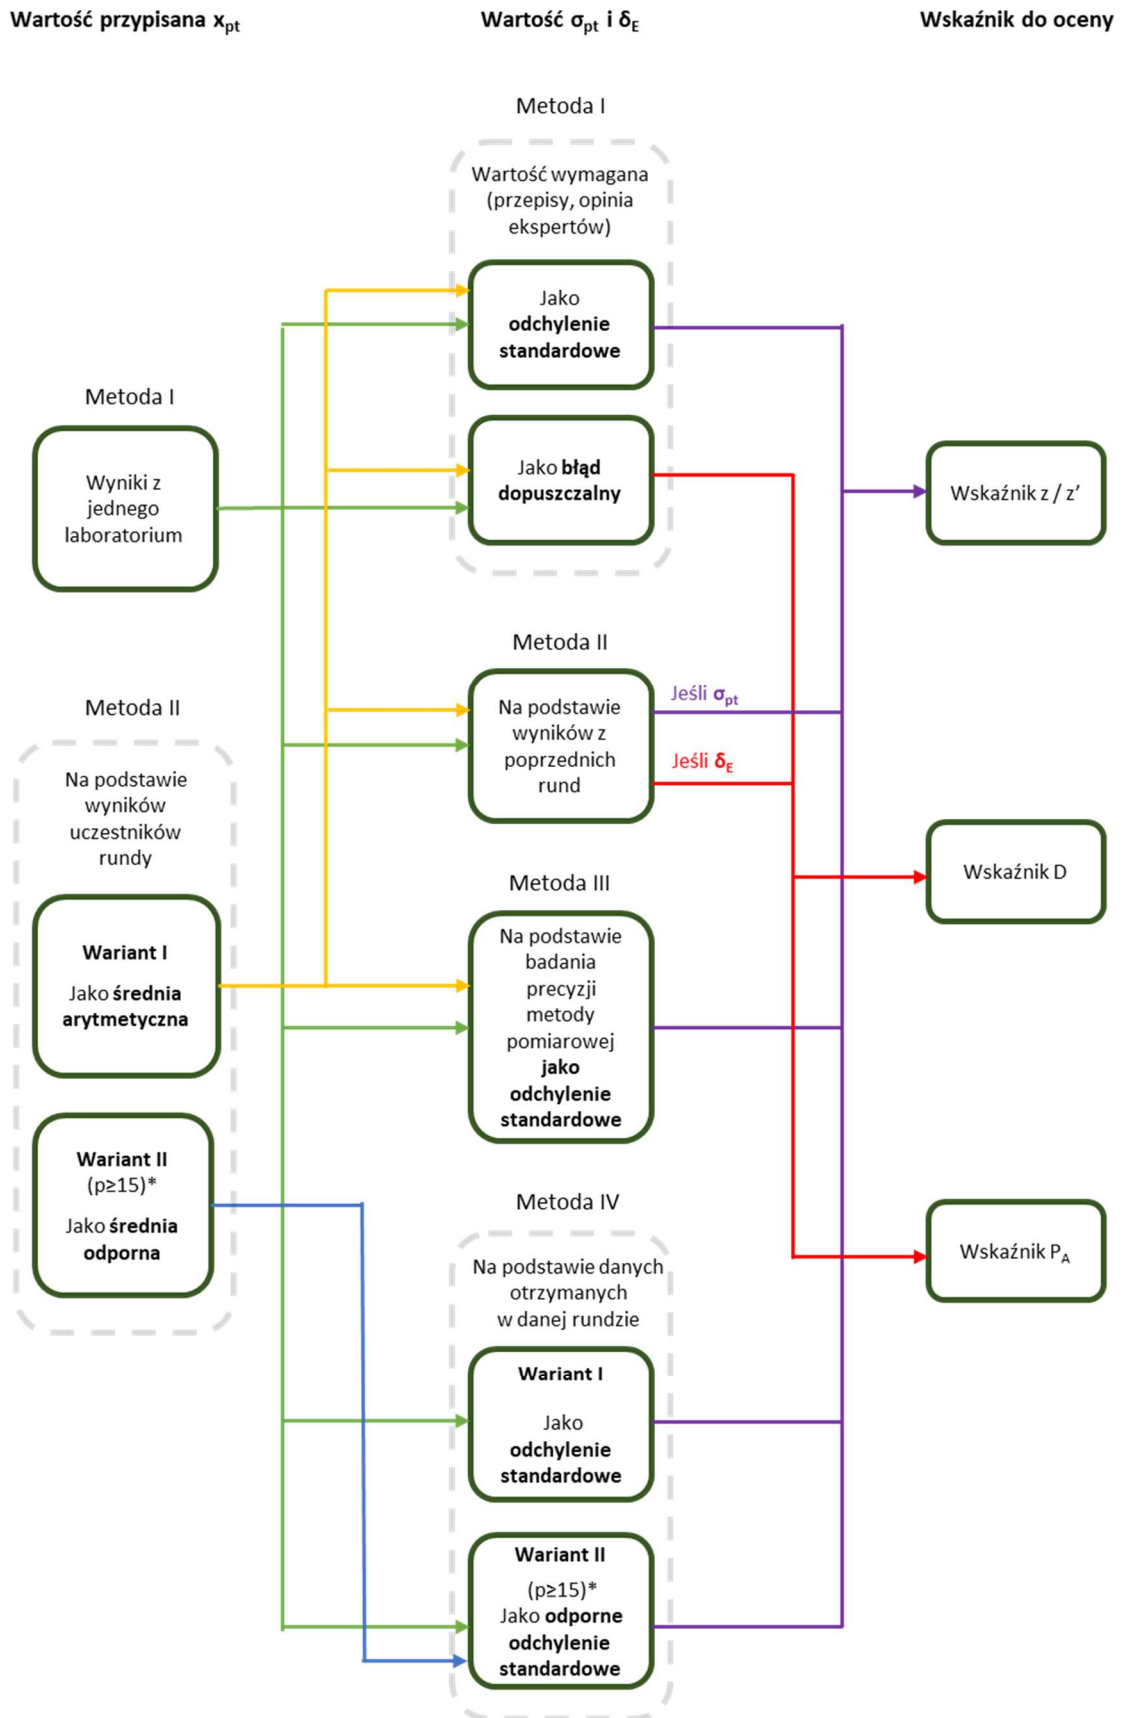 Wartość przypisana xpt
Wartość σpt i δE
Wskaźnik do oceny
Metoda I
Wyniki z
jednego
laboratorium
Metoda II
Na podstawie
wyników
uczestników
rundy
Wariant I
Jako średnia
arytmetyczna
Wariant II
(p≥15)*
Jako średnia
odporna
Metoda I
Wartość wymagana
(przepisy, opinia
ekspertów)
Jako
odchylenie
standardowe
Jako błąd
dopuszczalny
Metoda II
Na podstawie
wyników z
poprzednich
rund
Jeśli σpt
Jeśli δE
Metoda III
Na podstawie
badania
precyzji
metody
pomiarowej
jako
odchylenie
standardowe
Metoda IV
Na podstawie danych
otrzymanych
w danej rundzie
Wariant I
Jako
odchylenie
standardowe
Wariant II
(p≥15)*
Jako odporne
odchylenie
standardowe
Wskaźnik z / z’
Wskaźnik D
Wskaźnik PA